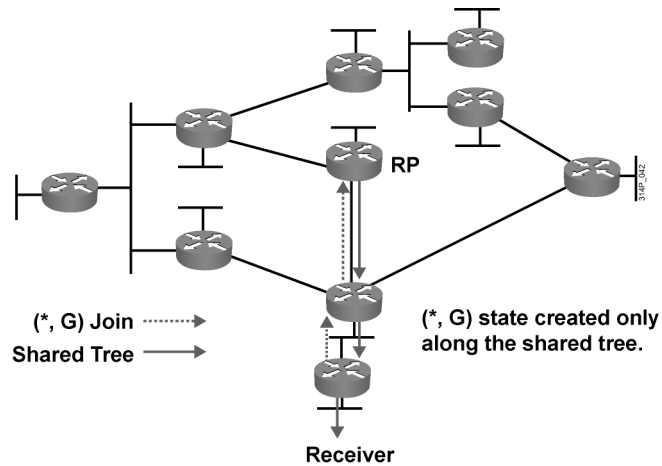 RP
314P_042
(*, G) Join
Shared Tree
(*, G) state created only
along the shared tree.
Receiver